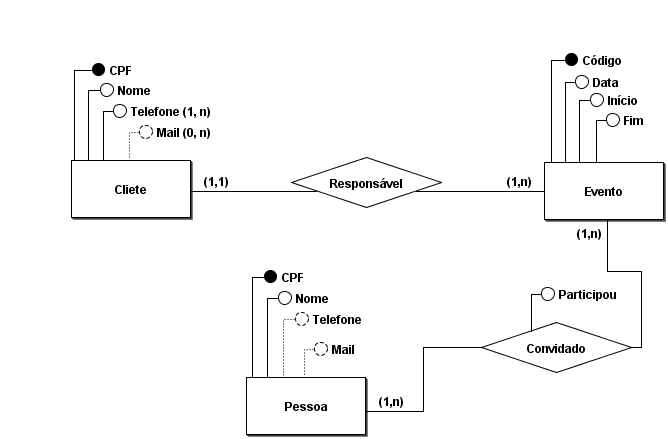 CPF
Nome
Telefone (1, n)
Mail (0, n)
Cliete
(1,1)
Responsável
(1,n)
Código
Data
Início
Fim
Evento
(1,n)
Participou
Convidado
CPF
Nome
Telefone
Mail
Pessoa
(1,n)